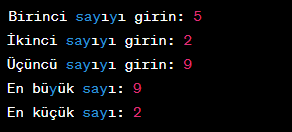 Birinci sayıyı girin: 5
İkinci sayıyı girin: 2
Üçüncü sayıyı girin: 9
En büyük sayı: 9
En küçük sayı: 2